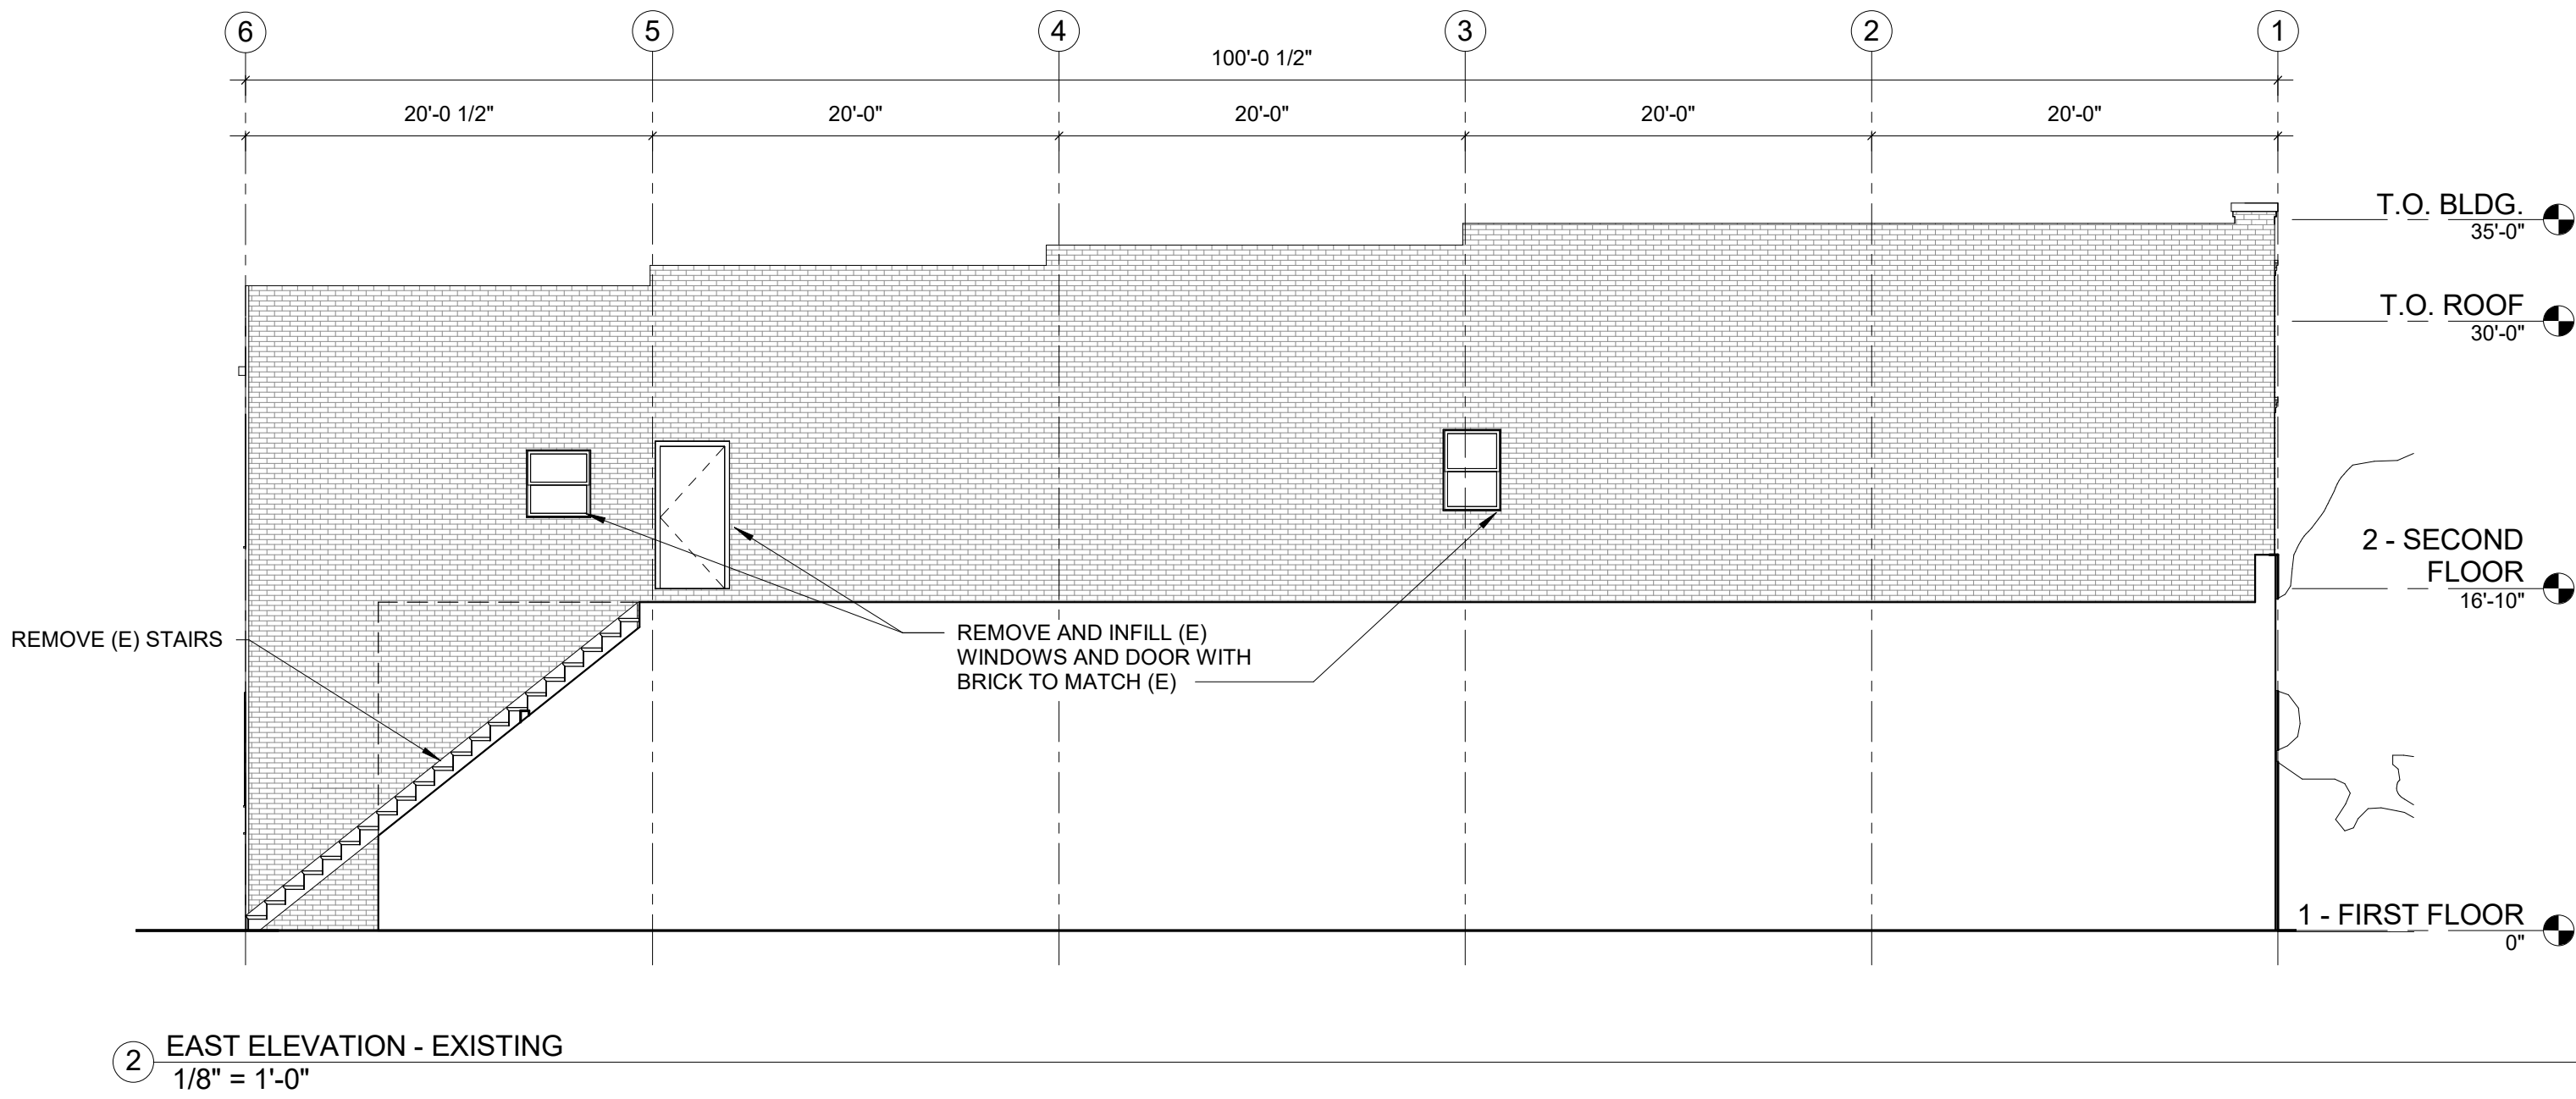 6 5 4 3 2 1
100'-0 1/2"
20'-0 1/2" 20'-0" 20'-0" 20'-0" 20'-0"
T.O. BLDG.
35'-0"
T.O. ROOF
30'-0"
2 - SECOND
FLOOR
16'-10"
REMOVE (E) STAIRS
REMOVE AND INFILL (E)
WINDOWS AND DOOR WITH
BRICK TO MATCH (E)
1 - FIRST FLOOR
0"
2 EAST ELEVATION - EXISTING
1/8" = 1'-0"